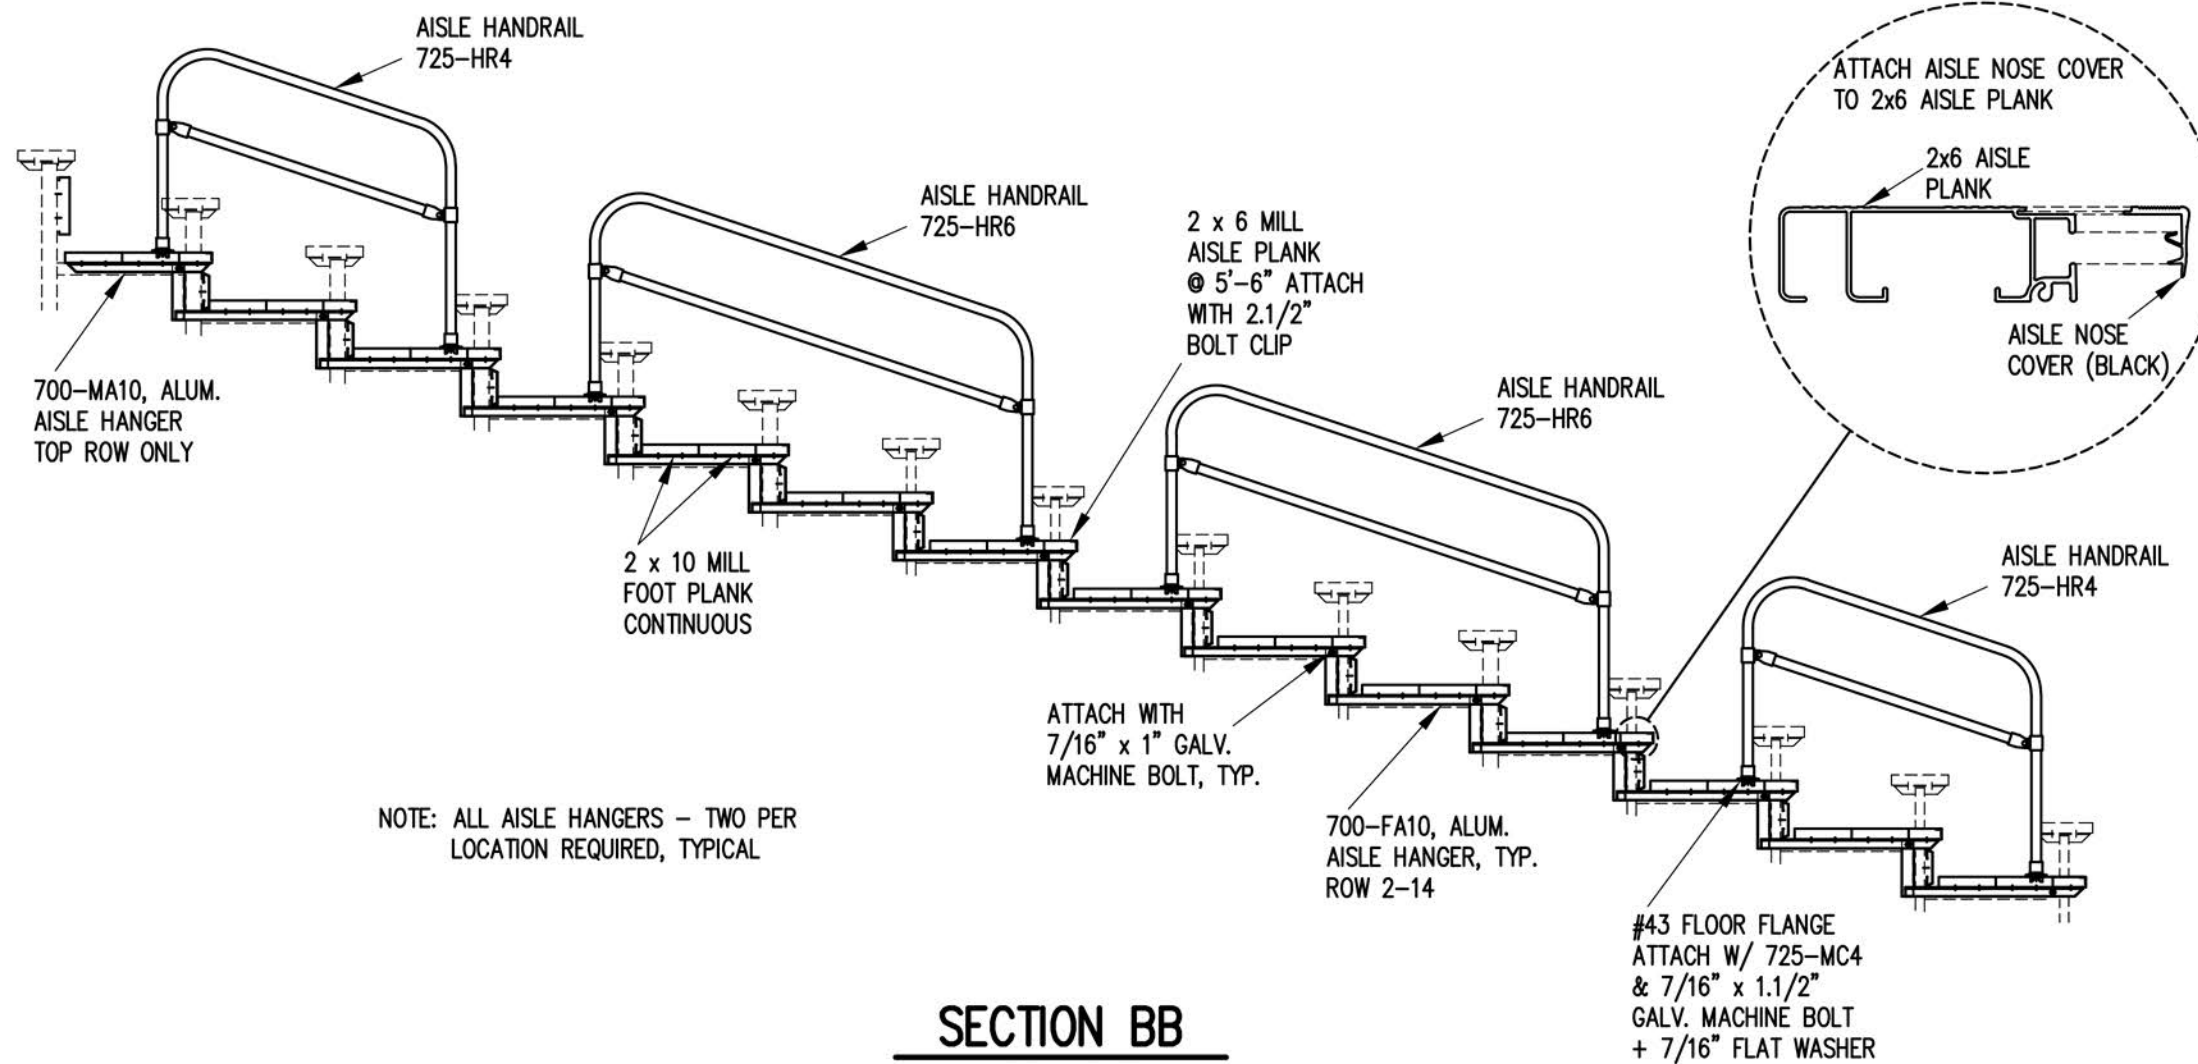 AISLE HANDRAIL
725-HR4
AISLE HANDRAIL
725-HR6
2 x 6 MILL
AISLE PLANK
@ 5'-6" ATTACH
WITH 2.1/2"
BOLT CLIP
ATTACH AISLE NOSE COVER
TO 2x6 AISLE PLANK
2x6 AISLE
PLANK
AISLE NOSE
COVER (BLACK)
700-MA10, ALUM.
AISLE HANGER
TOP ROW ONLY
AISLE HANDRAIL
725-HR6
2 x 10 MILL
FOOT PLANK
CONTINUOUS
AISLE HANDRAIL
725-HR4
ATTACH WITH
7/16" x 1" GALV.
MACHINE BOLT, TYP.
NOTE: ALL AISLE HANGERS – TWO PER
LOCATION REQUIRED, TYPICAL
700-FA10, ALUM.
AISLE HANGER, TYP.
ROW 2-14
#43 FLOOR FLANGE
ATTACH W/ 725-MC4
& 7/16" x 1.1/2"
GALV. MACHINE BOLT
+ 7/16" FLAT WASHER
SECTION BB